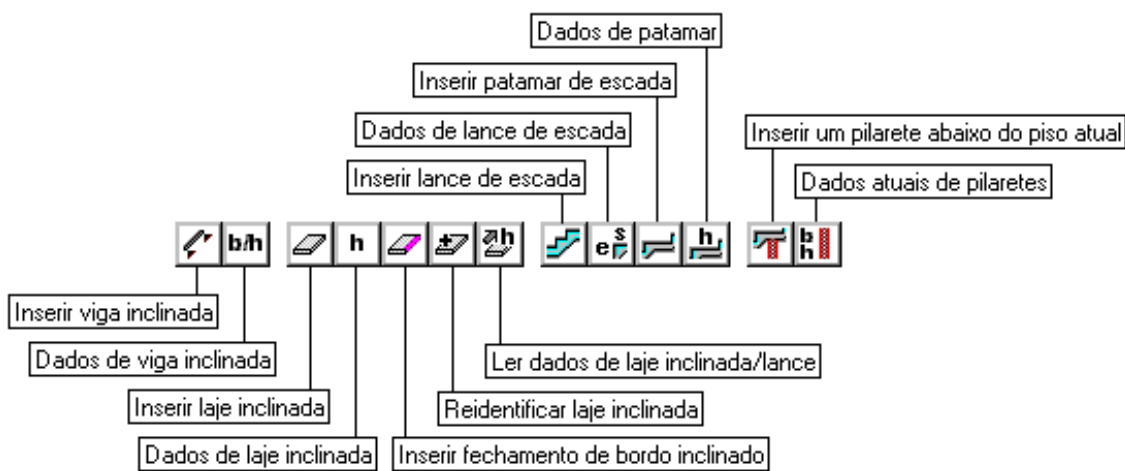 Dados de patamar
Inserir patamar de escada
Dados de lance de escada
Inserir um pilarete abaixo do piso atual
Inserir lance de escada
Dados atuais de pilaretes
b/h
h
h
e s
h
b
h
Inserir viga inclinada
Dados de viga inclinada
Ler dados de laje inclinada/lance
Inserir laje inclinada
Reidentificar laje inclinada
Dados de laje inclinada
Inserir fechamento de bordo inclinado